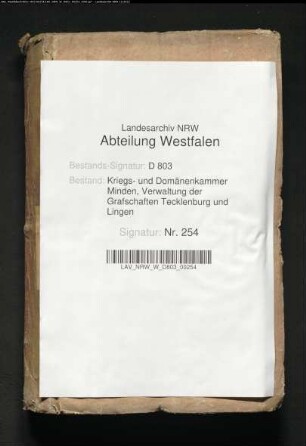 Landesarchiv NRW
Abteilung Westfalen
Bestands-Signatur: D 803
Bestand: Kriegs- und Domänenkammer
Minden, Verwaltung der
Grafschaften Tecklenburg und
Lingen
Signatur: Nr. 254
LAV_NRW_W_D803_00254